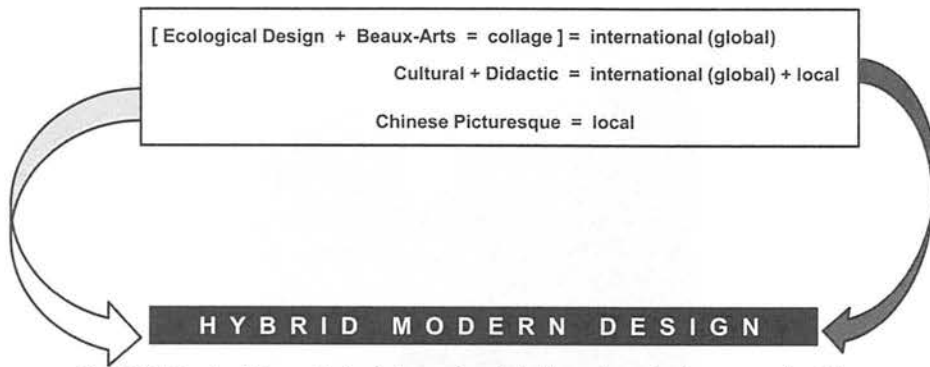 [ Ecological Design + Beaux-Arts = collage ] = international (global)
Cultural + Didactic = international (global) + local
Chinese Picturesque = local
HYBRID MODERN DESIGN